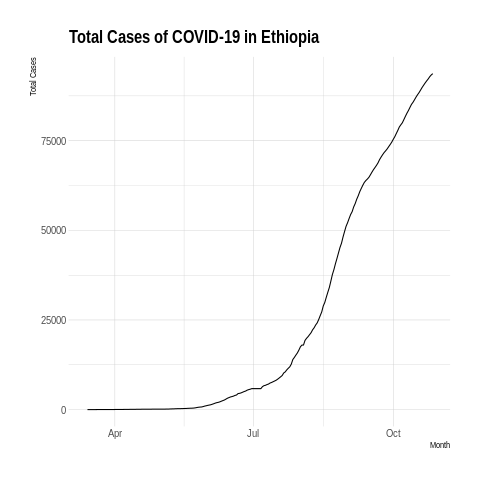 Total Cases of COVID-19 in Ethiopia
Total Cases
75000
50000
25000
0
Apr Jul Oct
Month